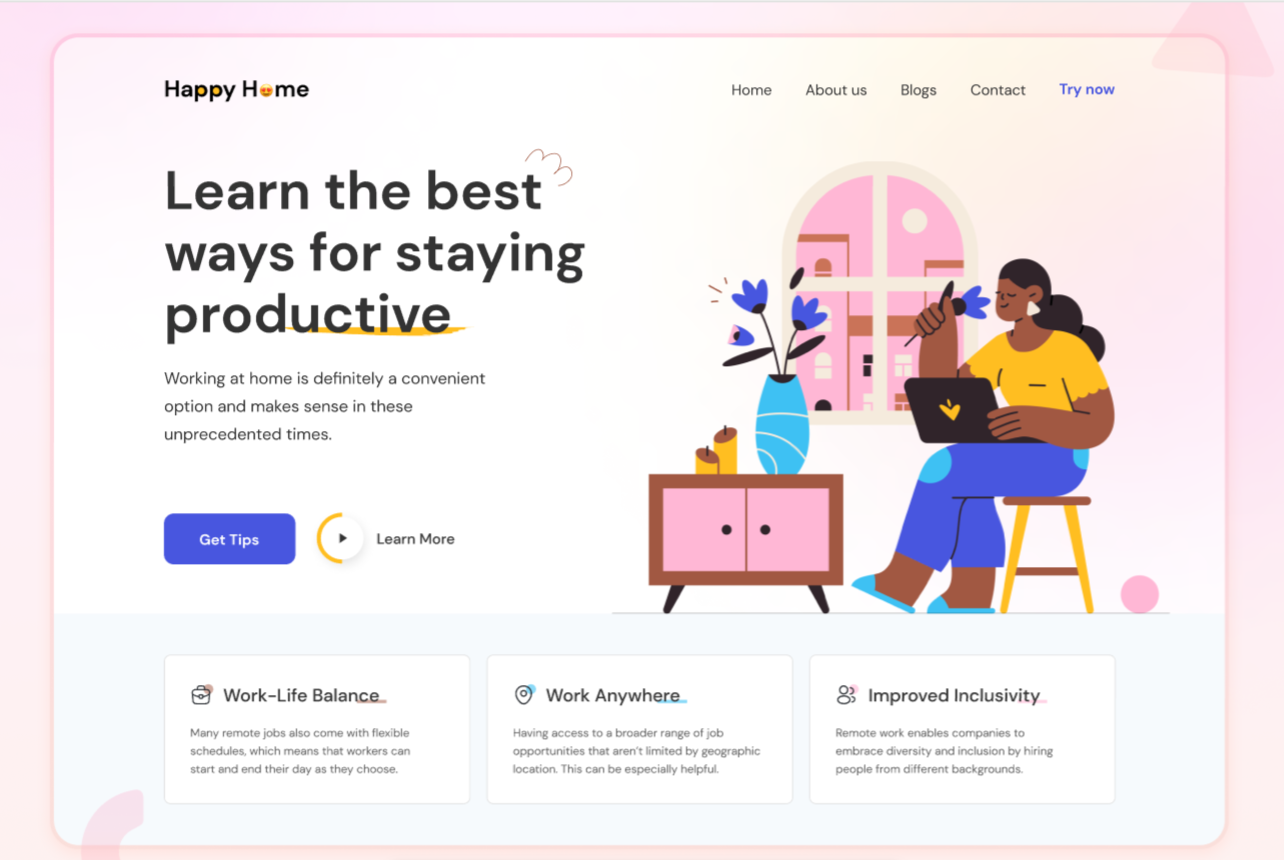 Happy H😍me
Home
About us
Blogs
Contact
Try now
Learn the best
ways for staying
productive
Working at home is definitely a convenient
option and makes sense in these
unprecedented times.
Get Tips
Learn More
Work-Life Balance
Many remote jobs also come with flexible
schedules, which means that workers can
start and end their day as they choose.
Work Anywhere
Having access to a broader range of job
opportunities that aren't limited by geographic
location. This can be especially helpful.
Improved Inclusivity
Remote work enables companies to
embrace diversity and inclusion by hiring
people from different backgrounds.